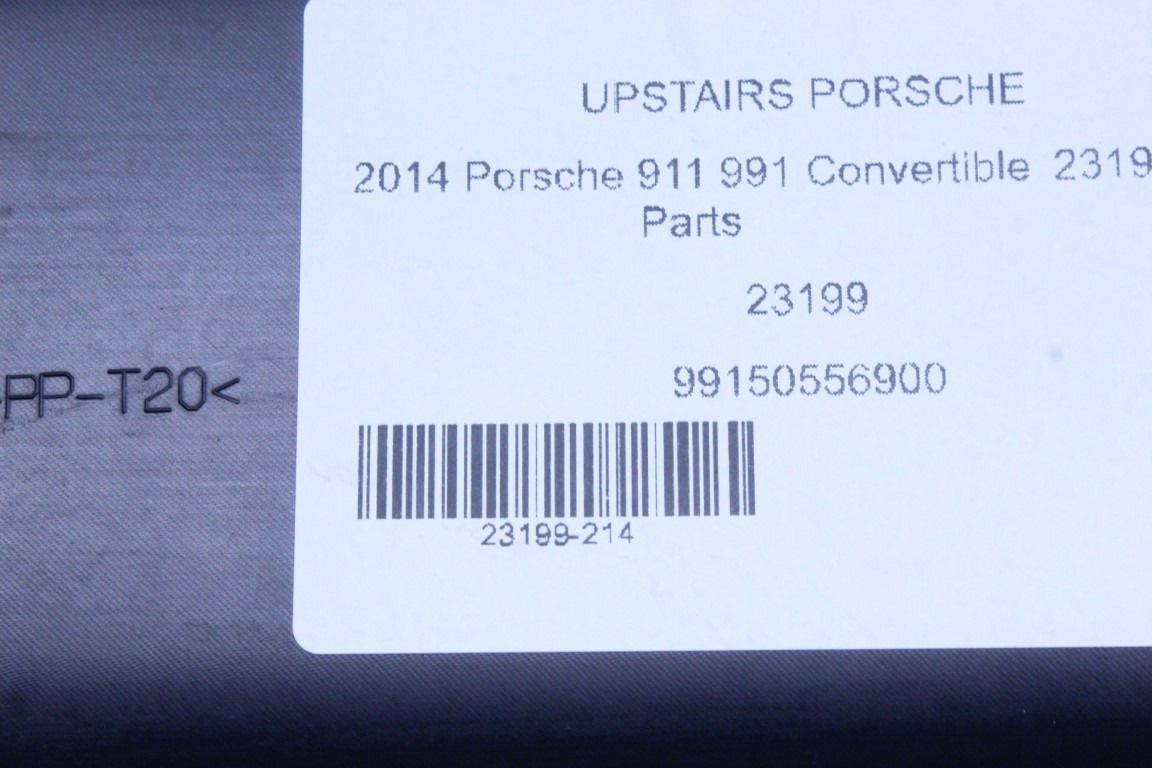 UPSTAIRS PORSCHE
2014 Porsche 911 991 Convertible 2319
Parts
23199
99150556900
PP-T20<
23199-214